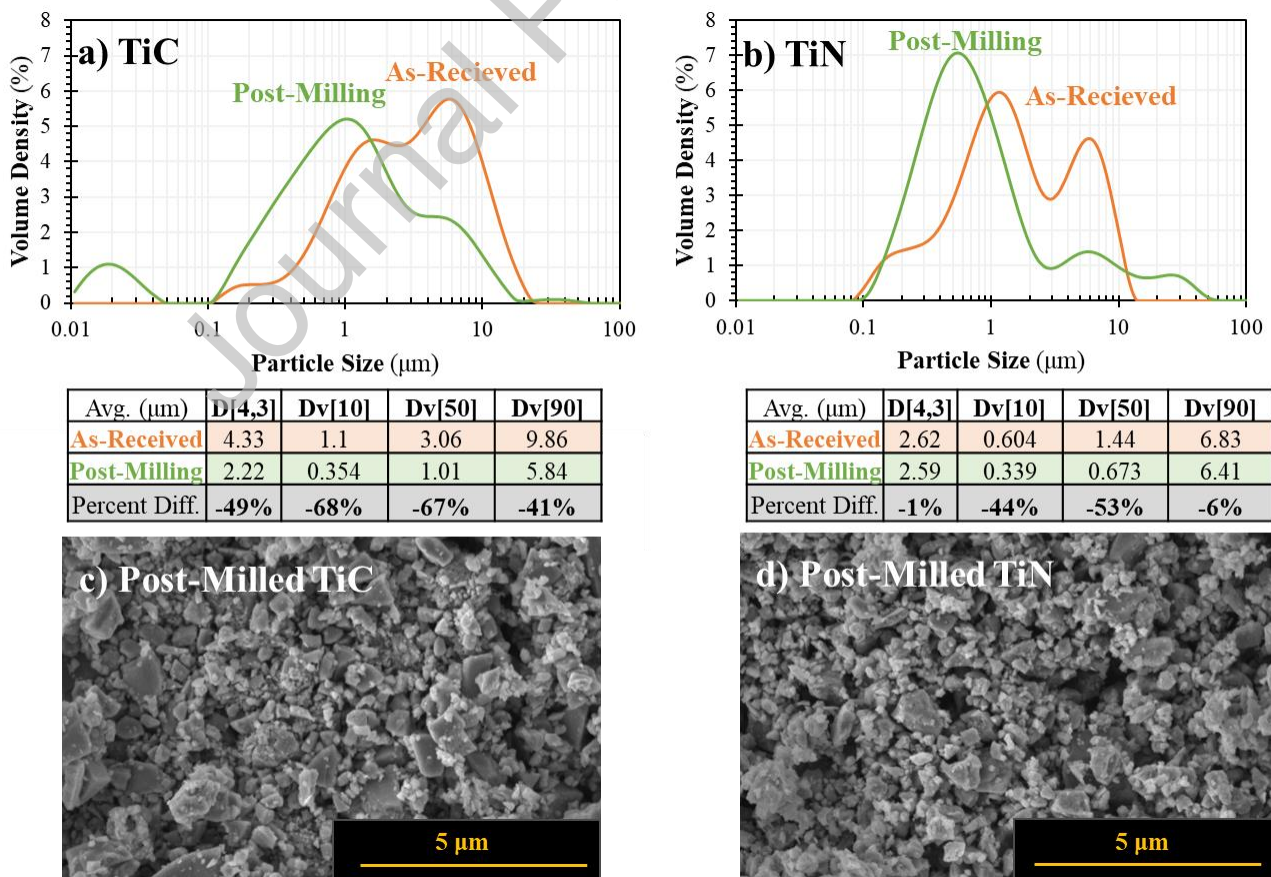 a) TiC
Post-Milling
As-Recieved
Volume Density (%)
8
7
6
5
4
3
2
1
0
0.01 0.1 1 10 100
Particle Size (μm)
b) TiN
Post-Milling
As-Recieved
Volume Density (%)
8
7
6
5
4
3
2
1
0
0.01 0.1 1 10 100
Particle Size (μm)
Journal
Avg. (μm) D[4,3] Dv[10] Dv[50] Dv[90]
As-Received 4.33 1.1 3.06 9.86
Post-Milling 2.22 0.354 1.01 5.84
Percent Diff. -49% -68% -67% -41%
Avg. (μm) D[4,3] Dv[10] Dv[50] Dv[90]
As-Received 2.62 0.604 1.44 6.83
Post-Milling 2.59 0.339 0.673 6.41
Percent Diff. -1% -44% -53% -6%
c) Post-Milled TiC
5 μm
d) Post-Milled TiN
5 μm